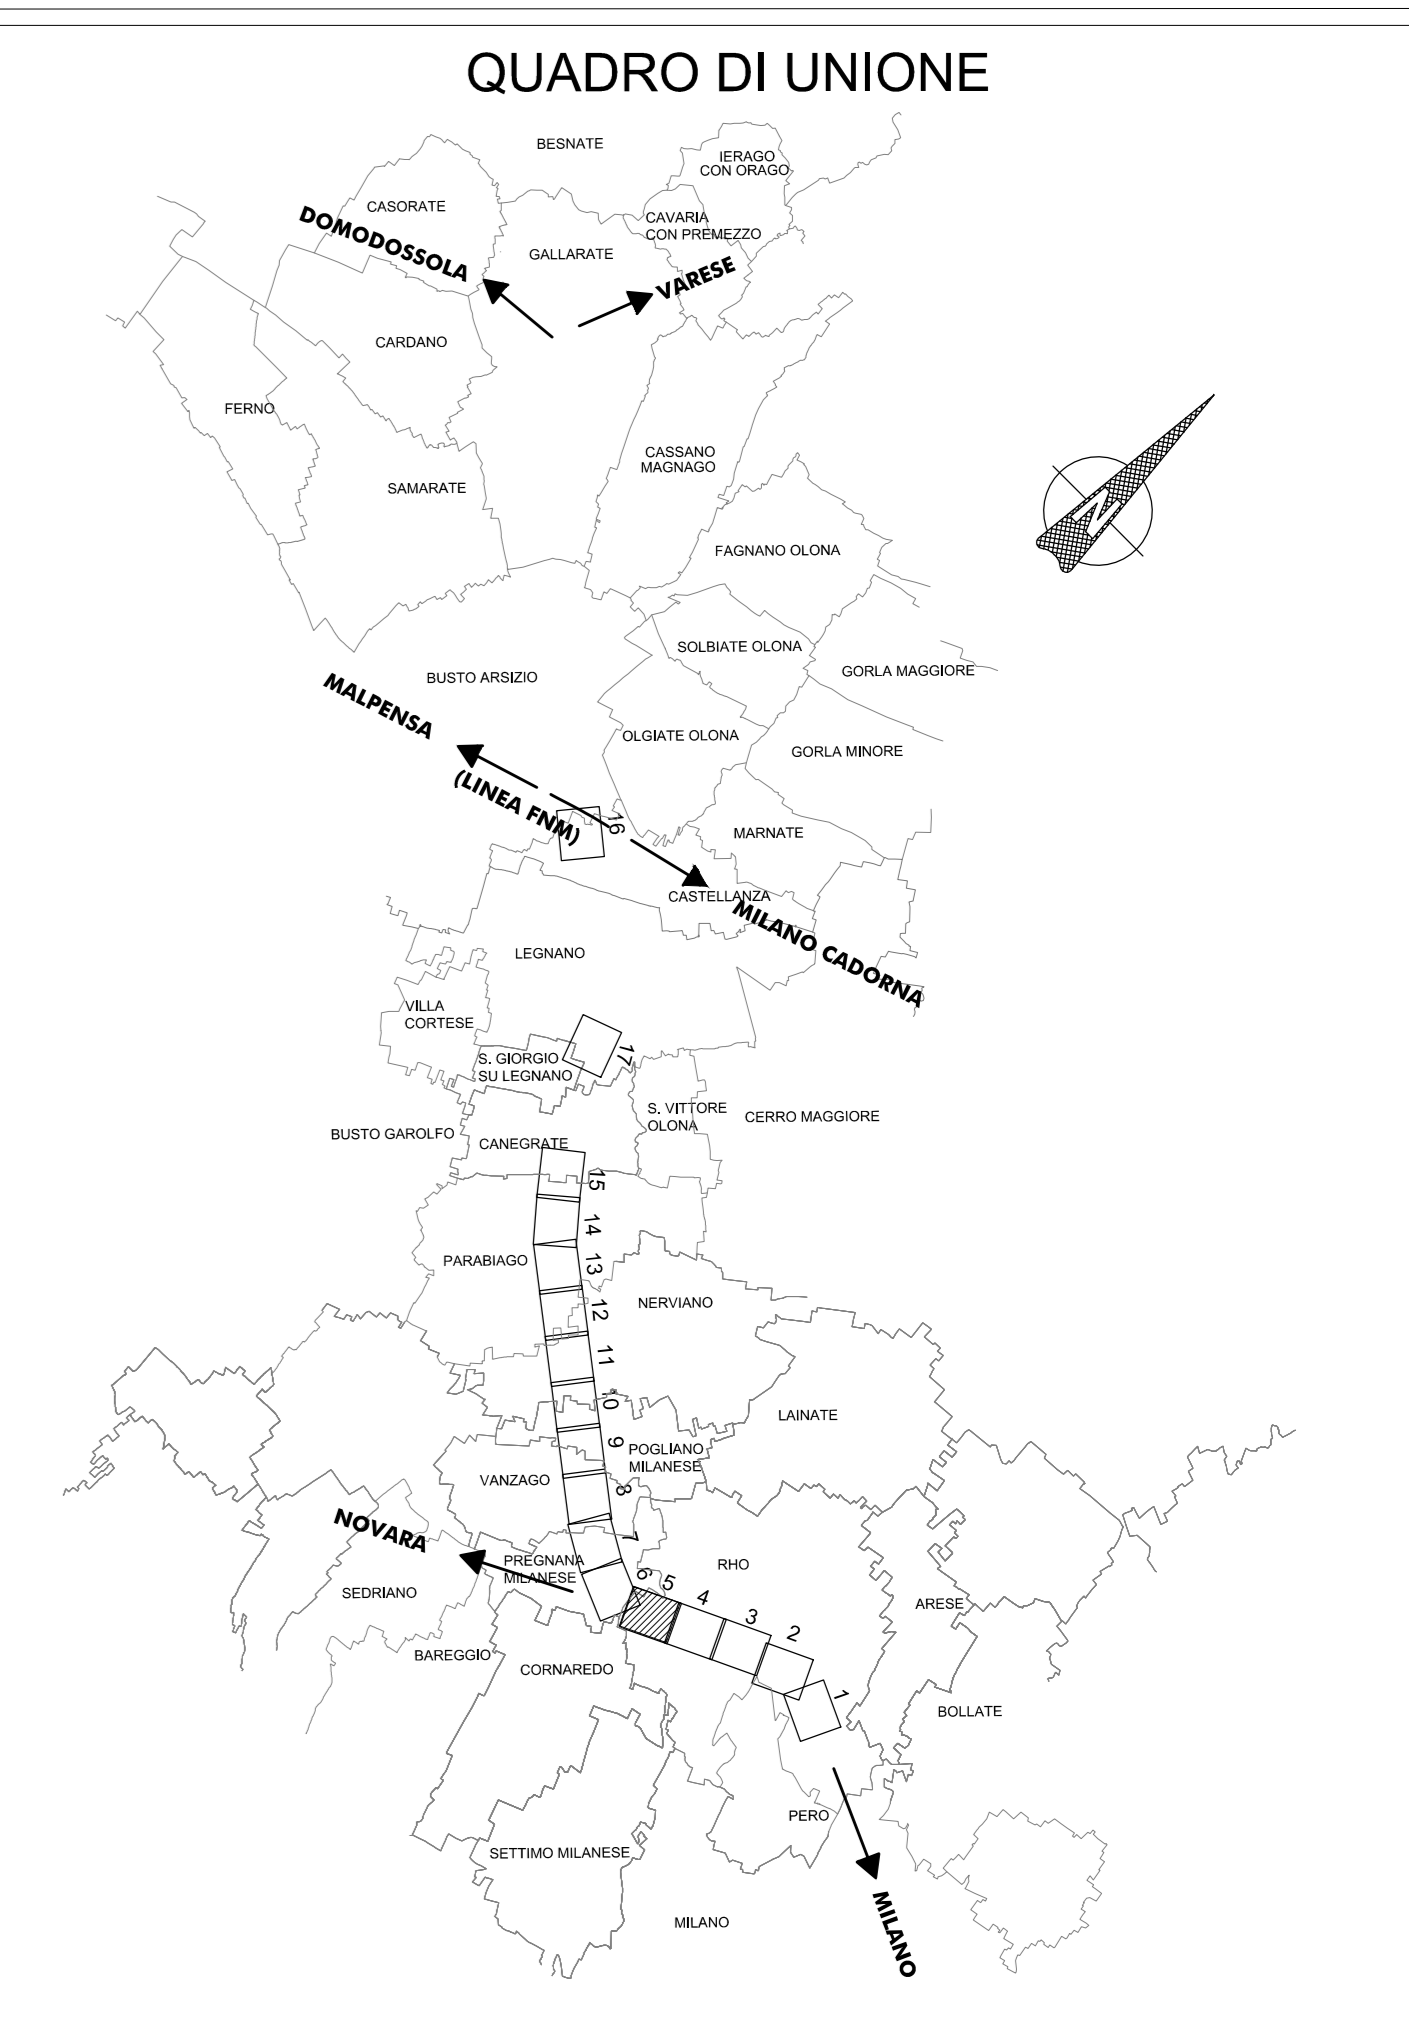 QUADRO DI UNIONE
BESNATE
IERAGO
CON ORAGO
CASORATE
CAVARIA
CON PREMEZZO
DOMODOSSOLA
GALLARATE
VARESE
CARDANO
FERNO
CASSANO
MAGNAGO
SAMARATE
N
FAGNANO OLONA
SOLBIATE OLONA
GORLA MAGGIORE
BUSTO ARSIZIO
MALPENSA
OLGIATE OLONA
GORLA MINORE
(LINEA FNM)
16
MARNATE
CASTELLANZA
MILANO CADORNA
LEGNANO
VILLA
CORTESE
17
S. GIORGIO
SU LEGNANO
S. VITTORE
OLONA
CERRO MAGGIORE
BUSTO GAROLFO
CANEGRATE
15
14
PARABIAGO
13
NERVIANO
12
11
10
LAINATE
9
POGLIANO
MILANESE
VANZAGO
8
NOVARA
7
PREGNANA
MILANESE
RHO
SEDRIANO
6
5
4
3
2
ARESE
BAREGGIO
CORNAREDO
1
BOLLATE
PERO
SETTIMO MILANESE
MILANO
MILANO